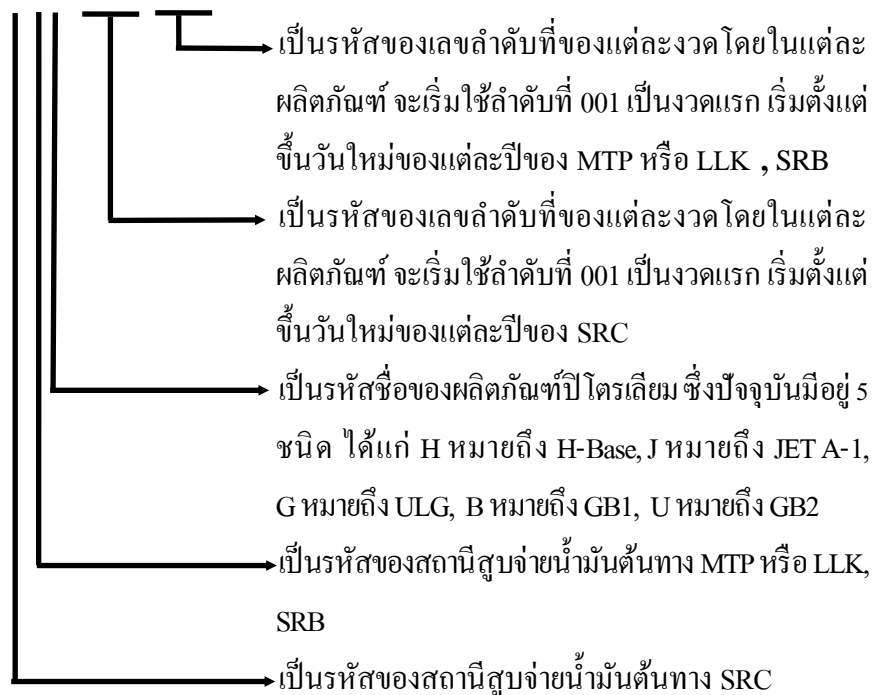 เป็นรหัสของเลขลำดับที่ของแต่ละงวดโดยในแต่ละ
ผลิตภัณฑ์ จะเริ่มใช้ลำดับที่ 001 เป็นงวดแรก เริ่มตั้งแต่
ขึ้นวันใหม่ของแต่ละปีของ MTP หรือ LLK , SRB
เป็นรหัสของเลขลำดับที่ของแต่ละงวดโดยในแต่ละ
ผลิตภัณฑ์ จะเริ่มใช้ลำดับที่ 001 เป็นงวดแรก เริ่มตั้งแต่
ขึ้นวันใหม่ของแต่ละปีของ SRC
เป็นรหัสชื่อของผลิตภัณฑ์ปิโตรเลียม ซึ่งปัจจุบันมีอยู่ 5
ชนิด ได้แก่ H หมายถึง H-Base, J หมายถึง JET A-1,
G หมายถึง ULG, B หมายถึง GB1, U หมายถึง GB2
เป็นรหัสของสถานีสูบจ่ายน้ำมันต้นทาง MTP หรือ LLK,
SRB
เป็นรหัสของสถานีสูบจ่ายน้ำมันต้นทาง SRC